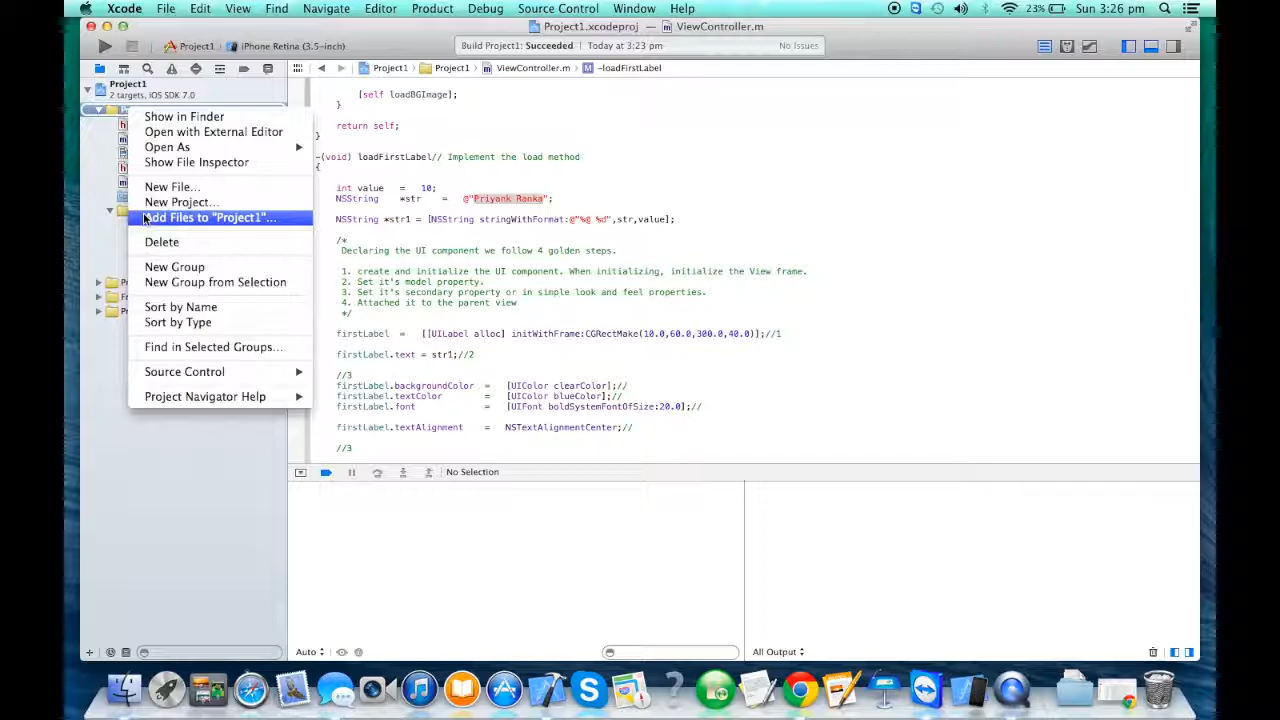 Xcode File Edit View Find Navigate Editor Product Debug Source Control Window Help 23% Sun 3:26 pm
Project1.xcodeproj — ViewController.m
Project1 iPhone Retina (3.5-inch) Build Project1: Succeeded Today at 3:23 pm No Issues
Project1 Project1 ViewController.m M -loadFirstLabel
Project1
2 targets, iOS SDK 7.0
Show in Finder
Open with External Editor
Open As
Show File Inspector
New File...
New Project...
Add Files to "Project1"...
Delete
New Group
New Group from Selection
Sort by Name
Sort by Type
Find in Selected Groups...
Source Control
Project Navigator Help
[self loadBGImage];
}
return self;
}
-(void) loadFirstLabel// Implement the load method
{
int value = 10;
NSString *str = @"Priyank Ranka";
NSString *str1 = [NSString stringWithFormat:@"%@ %d",str,value];
/*
Declaring the UI component we follow 4 golden steps.
1. create and initialize the UI component. When initializing, initialize the View frame.
2. Set it's model property.
3. Set it's secondary property or in simple look and feel properties.
4. Attached it to the parent view
*/
firstLabel = [[UILabel alloc] initWithFrame:CGRectMake(10.0,60.0,300.0,40.0)];//1
firstLabel.text = str1;//2
//3
firstLabel.backgroundColor = [UIColor clearColor];//
firstLabel.textColor = [UIColor blueColor];//
firstLabel.font = [UIFont boldSystemFontOfSize:20.0];//
firstLabel.textAlignment = NSTextAlignmentCenter;//
//3
No Selection
Auto All Output